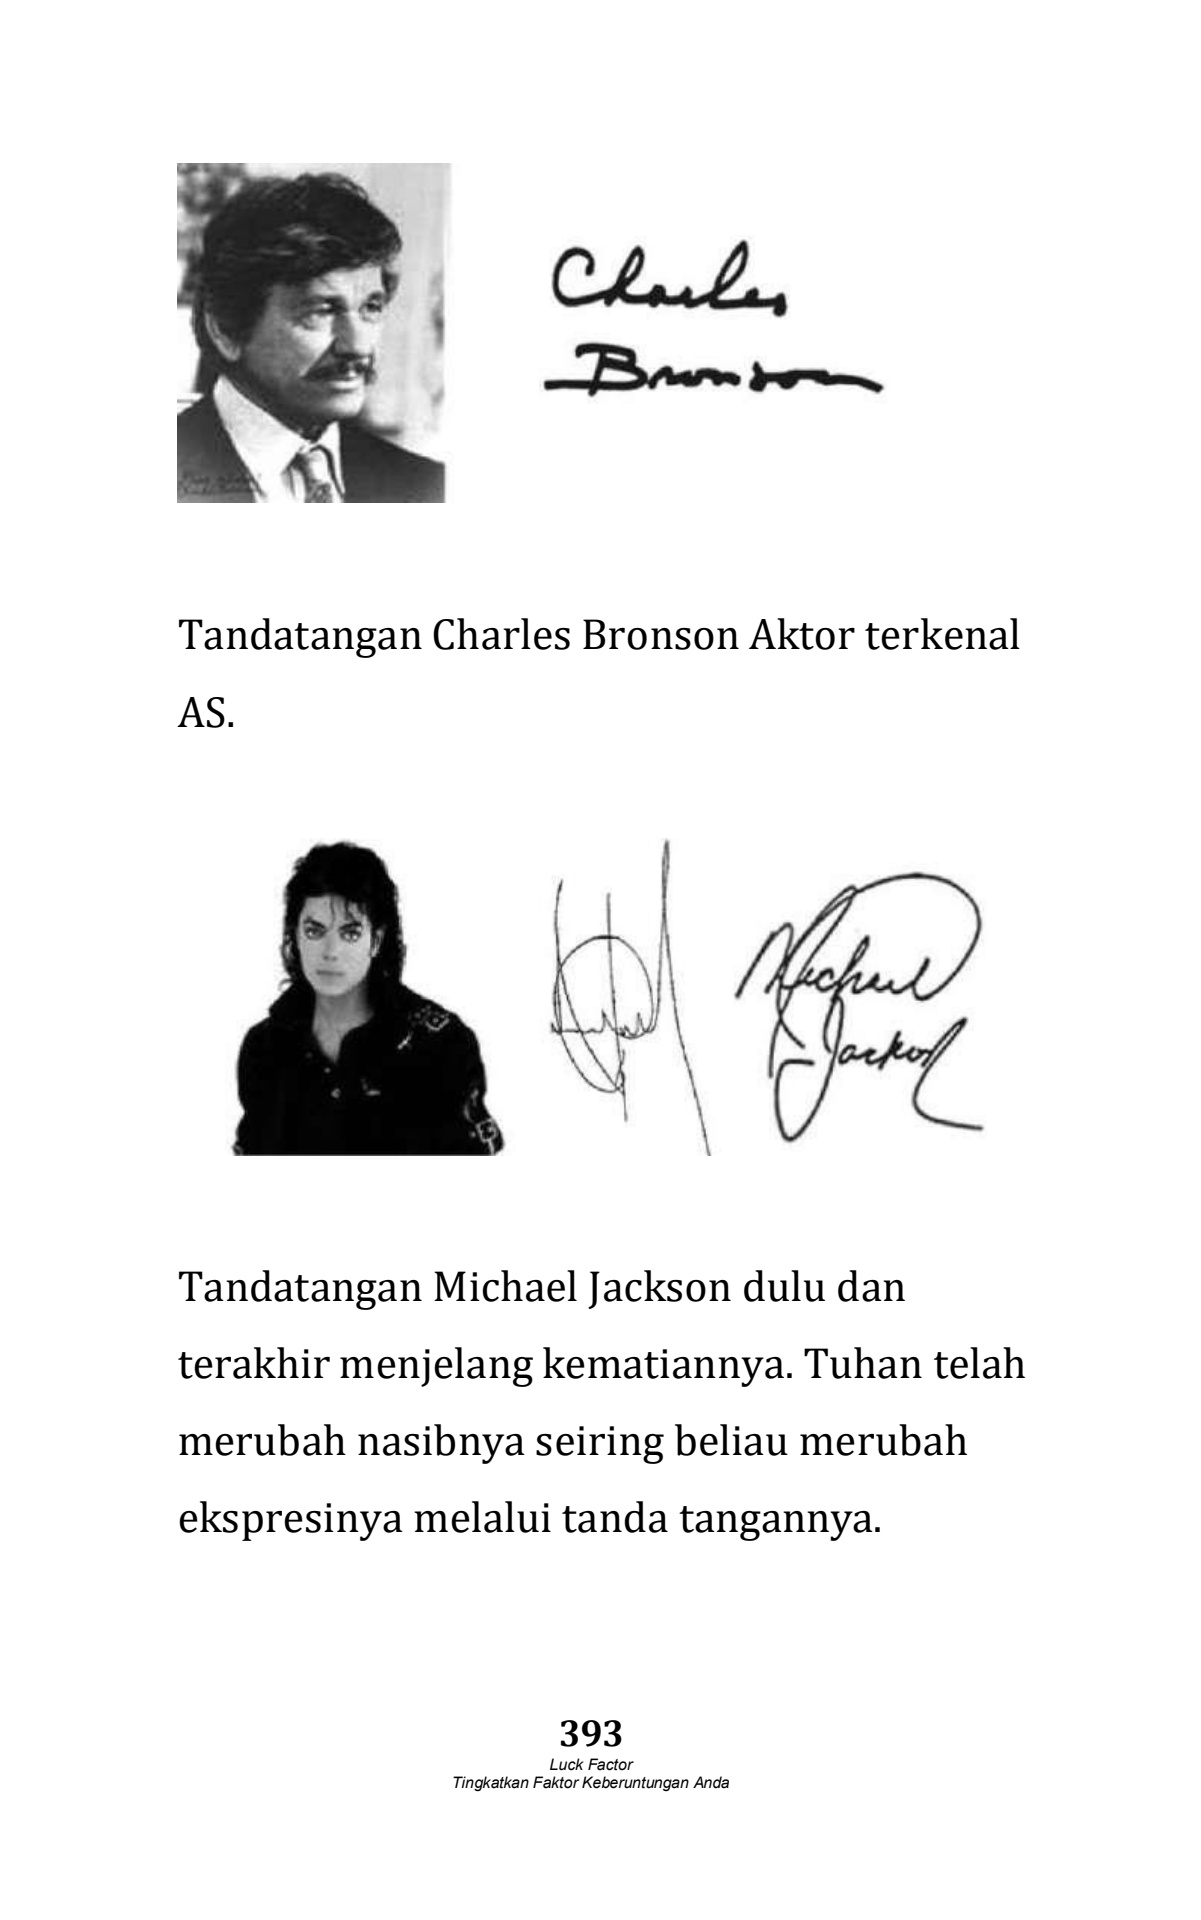 Charles
Bronson
Tandatangan Charles Bronson Aktor terkenal
AS.
Michael
Jackson
Tandatangan Michael Jackson dulu dan
terakhir menjelang kematiannya. Tuhan telah
merubah nasibnya seiring beliau merubah
ekspresinya melalui tanda tangannya.
393
Luck Factor
Tingkatkan Faktor Keberuntungan Anda